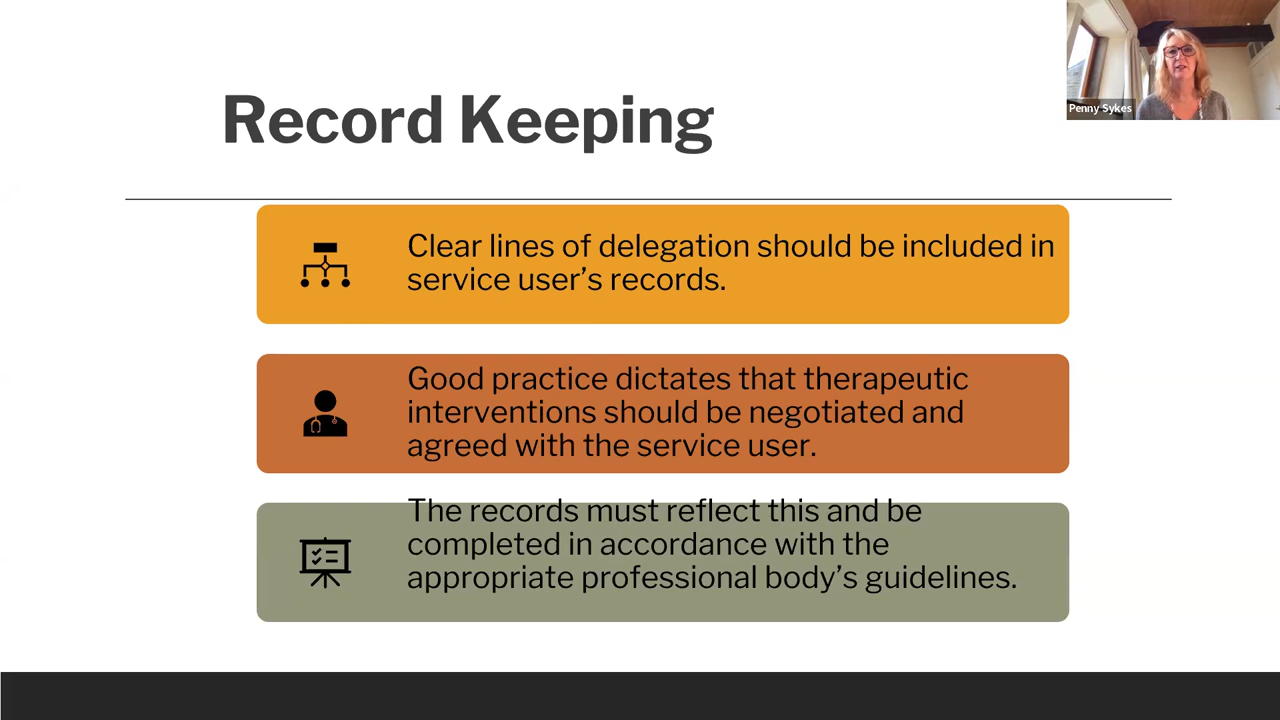 Record Keeping
Penny Sykes
Clear lines of delegation should be included in
service user’s records.
Good practice dictates that therapeutic
interventions should be negotiated and
agreed with the service user.
The records must reflect this and be
completed in accordance with the
appropriate professional body’s guidelines.